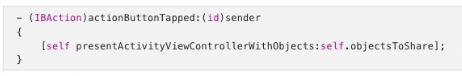 - (IBAction)actionButtonTapped:(id)sender
{
    [self presentActivityViewControllerWithObjects:self.objectsToShare];
}